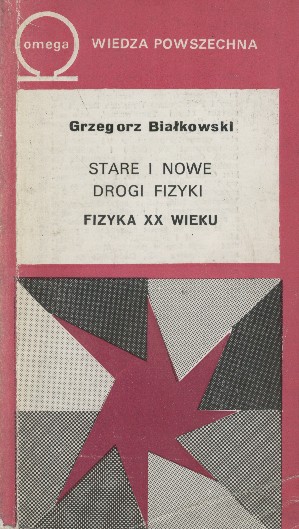 omega
WIEDZA POWSZECHNA
Grzegorz Białkowski
STARE I NOWE
DROGI FIZYKI
FIZYKA XX WIEKU